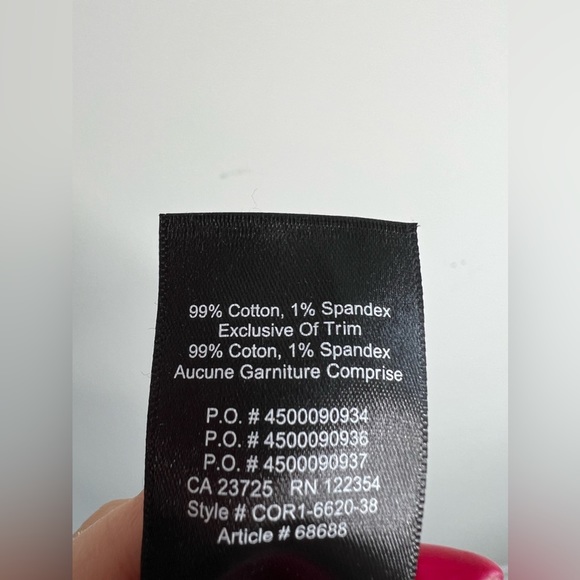 99% Cotton, 1% Spandex
Exclusive Of Trim
99% Coton, 1% Spandex
Aucune Garniture Comprise
P.O. # 4500090934
P.O. # 4500090936
P.O. # 4500090937
CA 23725 RN 122354
Style # COR1-6620-38
Article # 68688